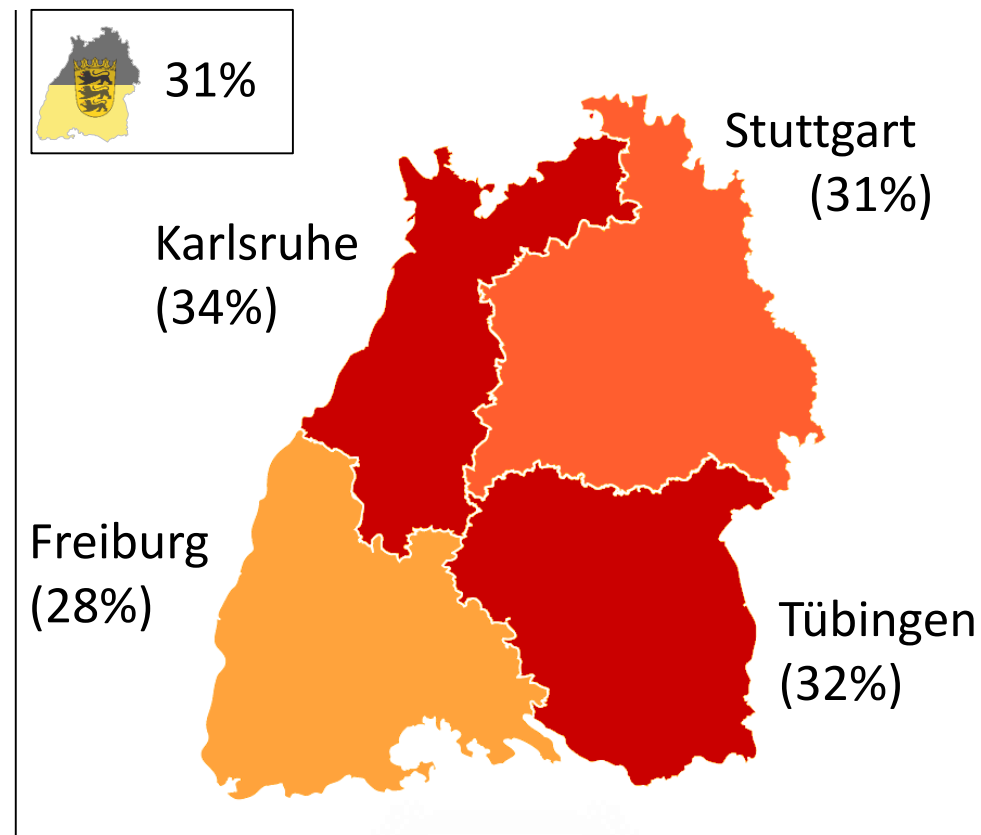 31%
Stuttgart
(31%)
Karlsruhe
(34%)
Freiburg
(28%)
Tübingen
(32%)